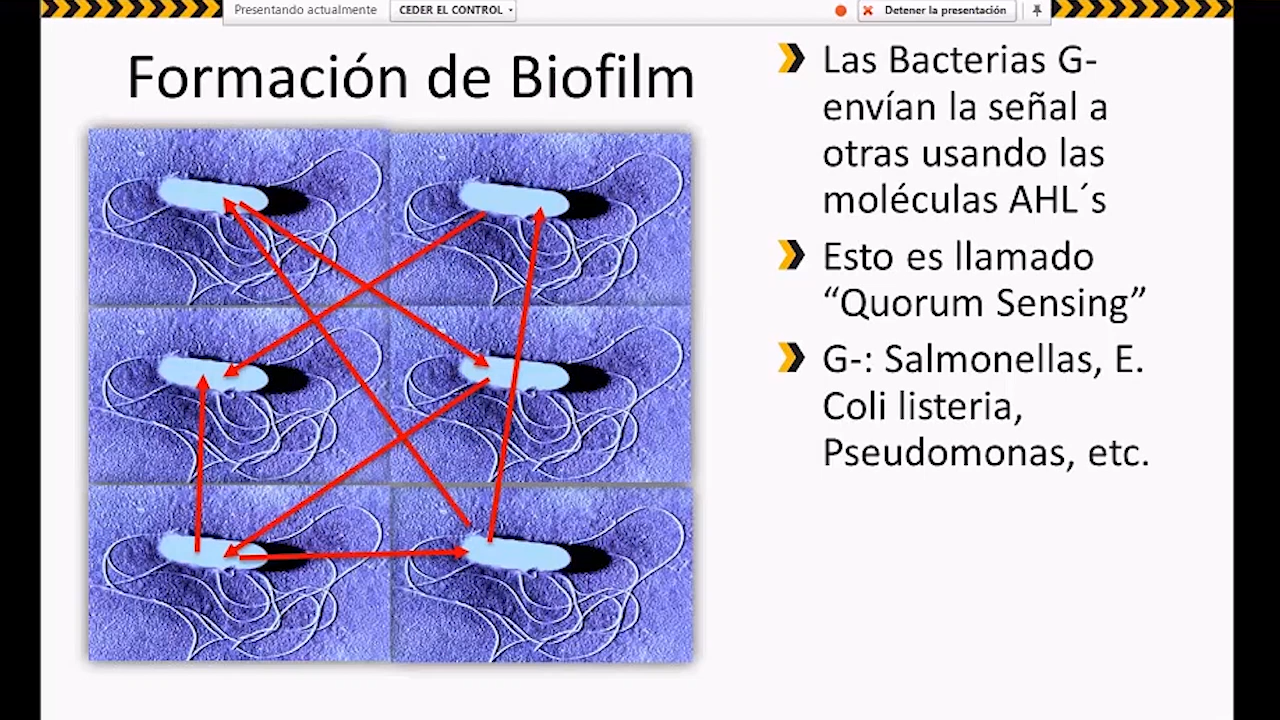 Presentando actualmente CEDER EL CONTROL Detener la presentación
Formación de Biofilm
Las Bacterias G-
envían la señal a
otras usando las
moléculas AHL´s
Esto es llamado
“Quorum Sensing”
G-: Salmonellas, E.
Coli listeria,
Pseudomonas, etc.